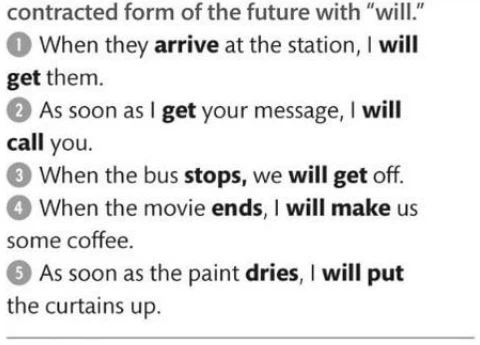 contracted form of the future with “will.”
1 When they arrive at the station, I will
get them.
2 As soon as I get your message, I will
call you.
3 When the bus stops, we will get off.
4 When the movie ends, I will make us
some coffee.
5 As soon as the paint dries, I will put
the curtains up.